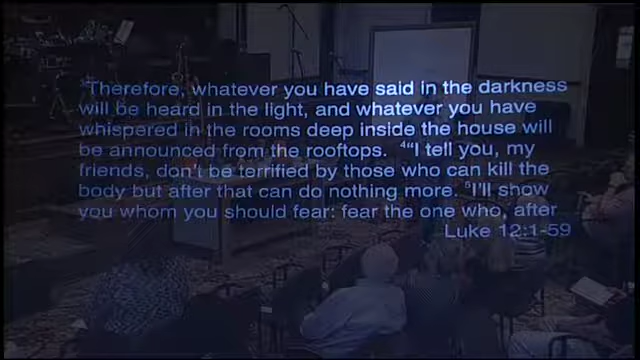 ³Therefore, whatever you have said in the darkness
will be heard in the light, and whatever you have
whispered in the rooms deep inside the house will
be announced from the rooftops. ⁴“I tell you, my
friends, don't be terrified by those who can kill the
body but after that can do nothing more. ⁵I'll show
you whom you should fear: fear the one who, after
Luke 12:1-59